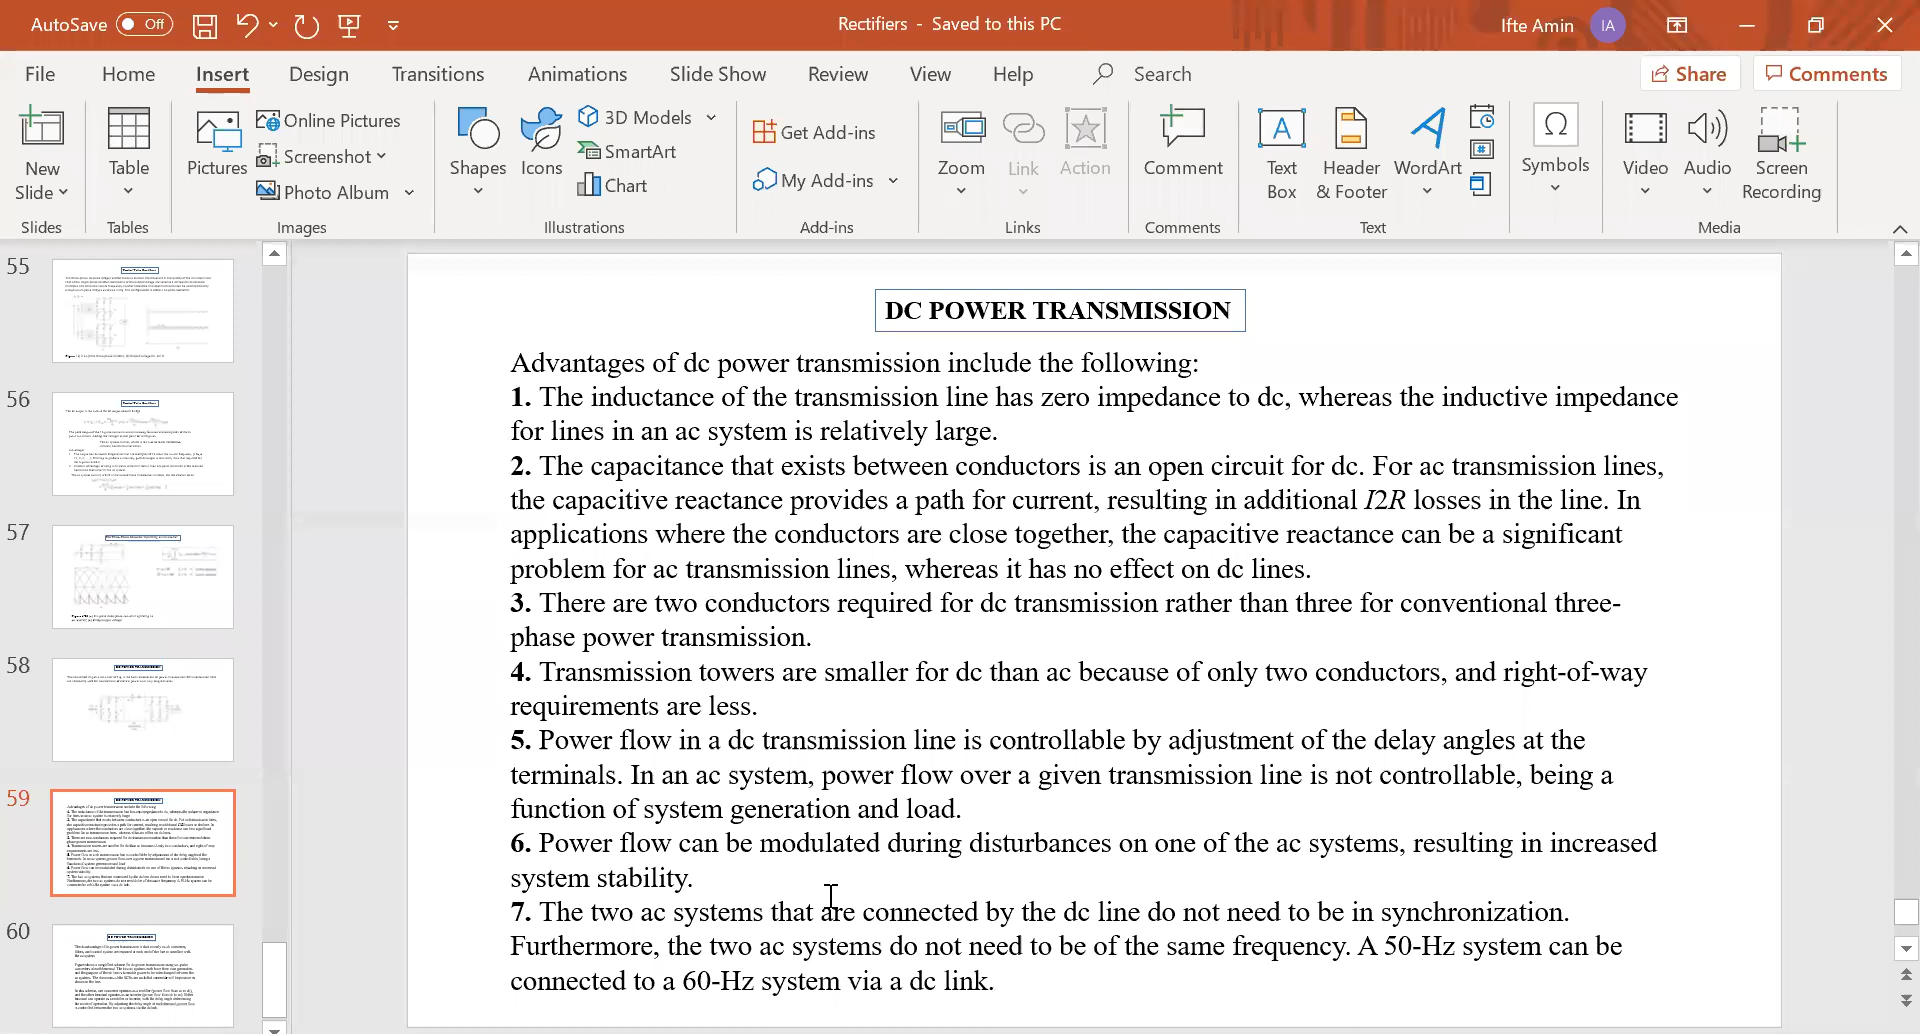 AutoSave Off
Rectifiers - Saved to this PC
Ifte Amin IA
File Home Insert Design Transitions Animations Slide Show Review View Help Search Share Comments
New Slide
Table
Pictures
Online Pictures
Screenshot
Photo Album
Shapes
Icons
3D Models
SmartArt
Chart
Get Add-ins
My Add-ins
Zoom
Link
Action
Comment
Text Box
Header & Footer
WordArt
Symbols
Video
Audio
Screen Recording
Slides Tables Images Illustrations Add-ins Links Comments Text Media
55
56
57
58
59
60
DC POWER TRANSMISSION
Advantages of dc power transmission include the following:
1. The inductance of the transmission line has zero impedance to dc, whereas the inductive impedance
for lines in an ac system is relatively large.
2. The capacitance that exists between conductors is an open circuit for dc. For ac transmission lines,
the capacitive reactance provides a path for current, resulting in additional I2R losses in the line. In
applications where the conductors are close together, the capacitive reactance can be a significant
problem for ac transmission lines, whereas it has no effect on dc lines.
3. There are two conductors required for dc transmission rather than three for conventional three-
phase power transmission.
4. Transmission towers are smaller for dc than ac because of only two conductors, and right-of-way
requirements are less.
5. Power flow in a dc transmission line is controllable by adjustment of the delay angles at the
terminals. In an ac system, power flow over a given transmission line is not controllable, being a
function of system generation and load.
6. Power flow can be modulated during disturbances on one of the ac systems, resulting in increased
system stability.
7. The two ac systems that are connected by the dc line do not need to be in synchronization.
Furthermore, the two ac systems do not need to be of the same frequency. A 50-Hz system can be
connected to a 60-Hz system via a dc link.